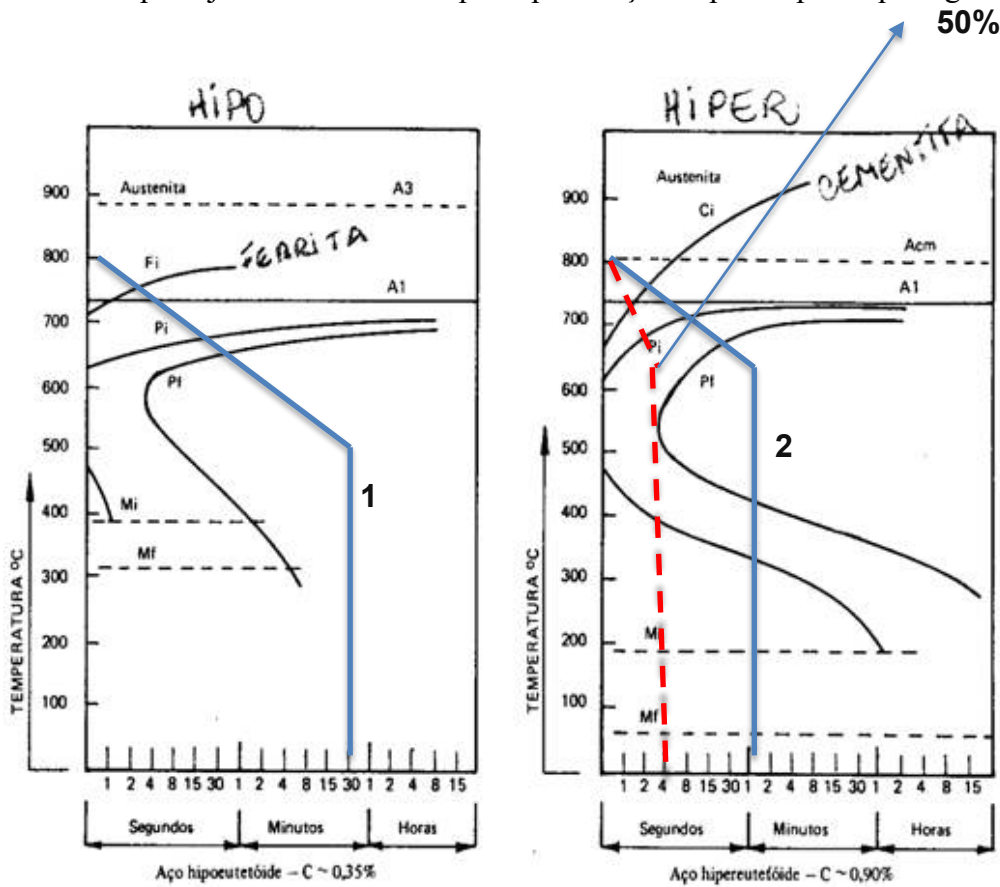 50%
HiPO
HiPER
CEMENTiTA
900
Austenita
A3
800
Fi
FERRITA
A1
700
Pi
600
Pf
500
1
400
Mi
Mf
300
200
100
TEMPERATURA ºC
1 2 4 8 15 30 1 2 4 8 15 30 1 2 4 8 15
Segundos
Minutos
Horas
Aço hipoeutetóide – C ~ 0,35%
900
Austenita
Ci
Acm
800
A1
700
Pi
600
Pf
500
2
400
300
200
100
Mf
TEMPERATURA ºC
1 2 4 8 15 30 1 2 4 8 15 30 1 2 4 8 15
Segundos
Minutos
Horas
Aço hipereutetóide – C ~ 0,90%